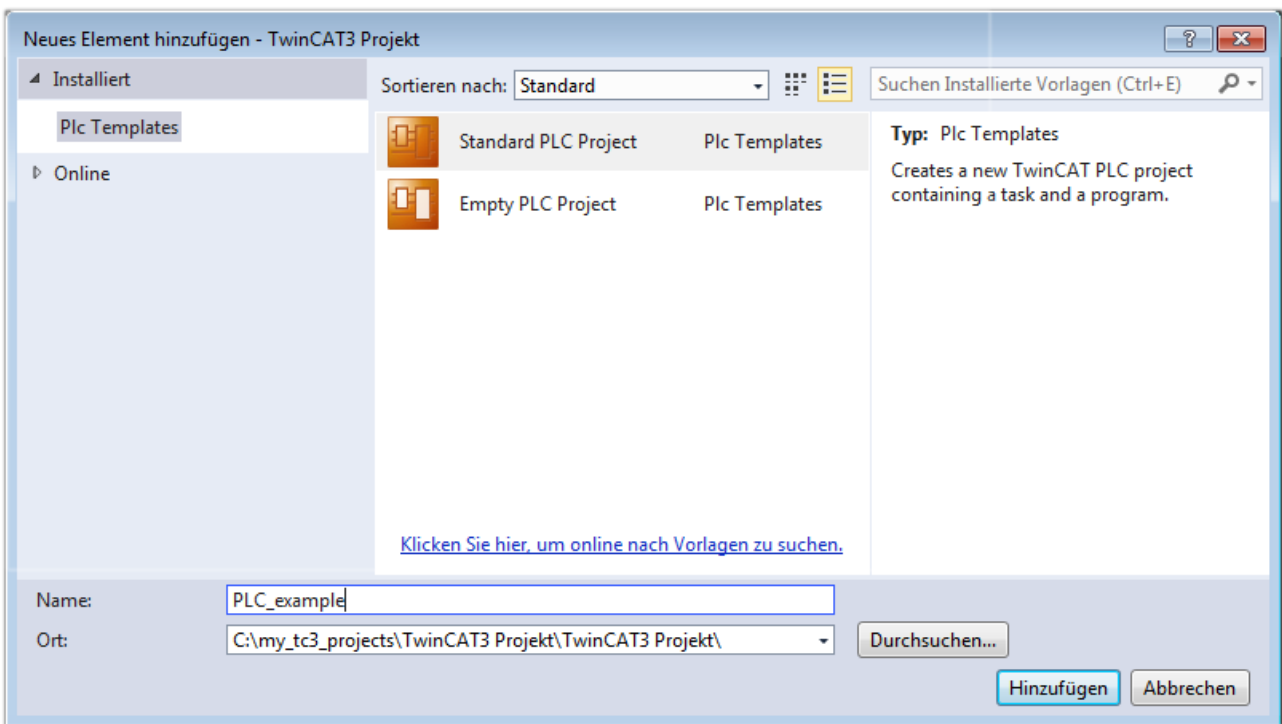 Neues Element hinzufügen - TwinCAT3 Projekt
Installiert
Plc Templates
Online
Sortieren nach: Standard
Standard PLC Project Plc Templates
Empty PLC Project Plc Templates
Klicken Sie hier, um online nach Vorlagen zu suchen.
Suchen Installierte Vorlagen (Ctrl+E)
Typ: Plc Templates
Creates a new TwinCAT PLC project
containing a task and a program.
Name: PLC_example
Ort: C:\my_tc3_projects\TwinCAT3 Projekt\TwinCAT3 Projekt\ Durchsuchen...
Hinzufügen Abbrechen